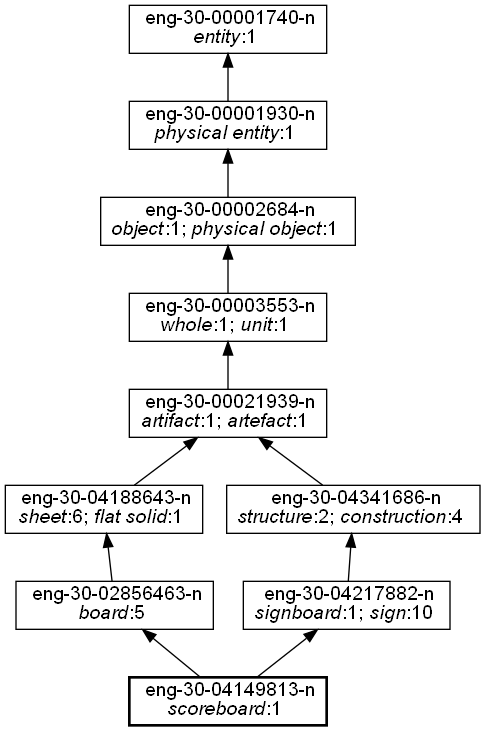 eng-30-00001740-n
entity:1
eng-30-00001930-n
physical entity:1
eng-30-00002684-n
object:1; physical object:1
eng-30-00003553-n
whole:1; unit:1
eng-30-00021939-n
artifact:1; artefact:1
eng-30-04188643-n
sheet:6; flat solid:1
eng-30-04341686-n
structure:2; construction:4
eng-30-02856463-n
board:5
eng-30-04217882-n
signboard:1; sign:10
eng-30-04149813-n
scoreboard:1